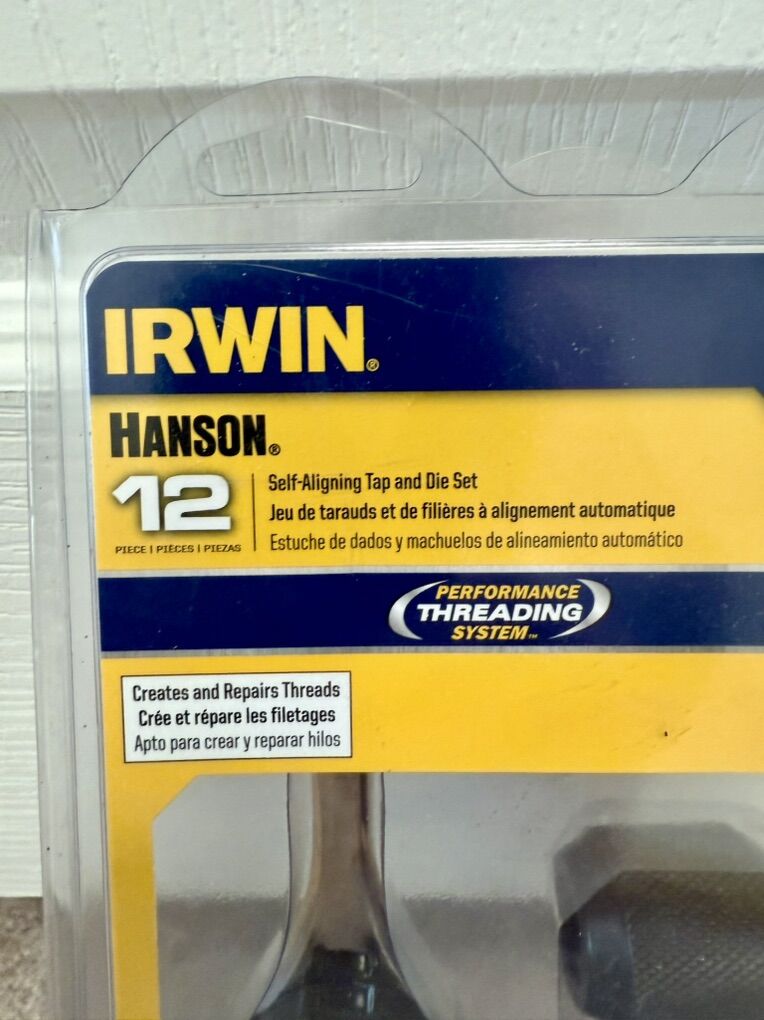 IRWIN®
HANSON®
12
PIECE | PIÈCES | PIEZAS
Self-Aligning Tap and Die Set
Jeu de tarauds et de filières à alignement automatique
Estuche de dados y machuelos de alineamiento automático
PERFORMANCE
THREADING
SYSTEM™
Creates and Repairs Threads
Crée et répare les filetages
Apto para crear y reparar hilos